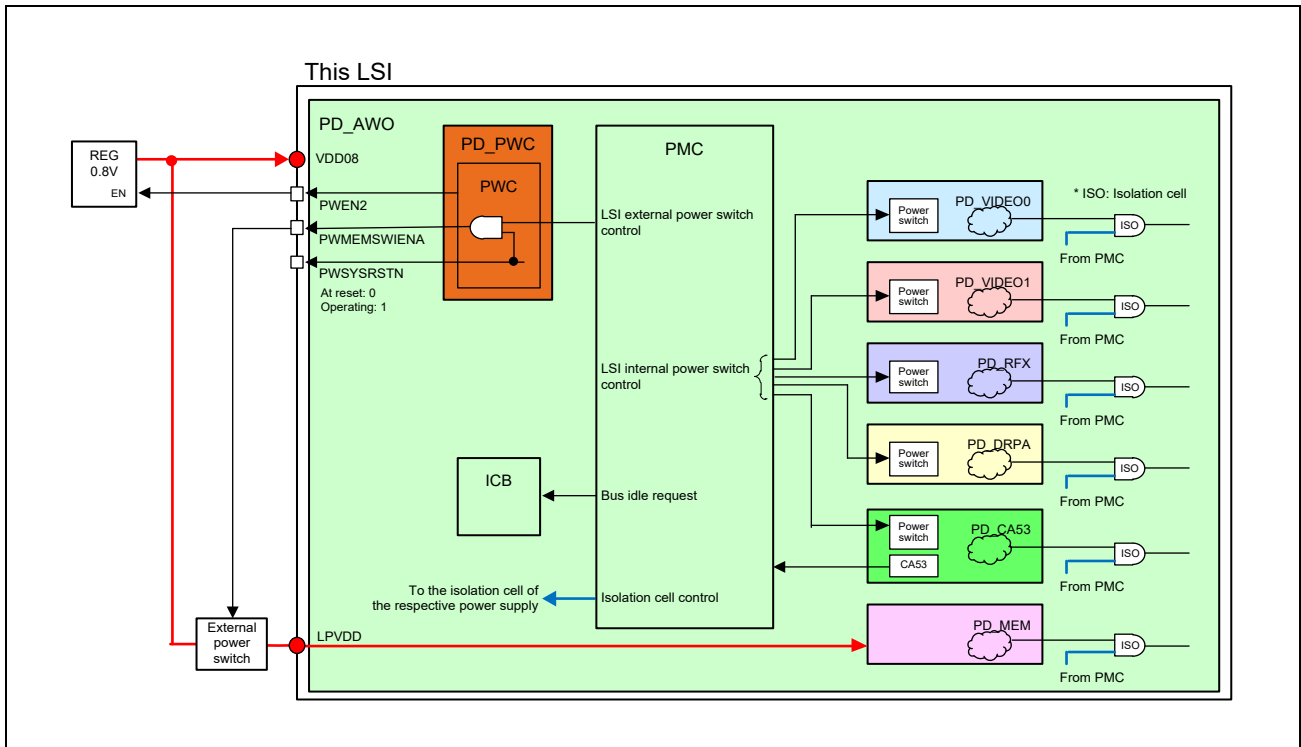 This LSI
PD_AWO
REG
0.8V
EN
VDD08
PWEN2
PWMEMSWIENA
PWSYSRSTN
At reset: 0
Operating: 1
PD_PWC
PWC
PMC
LSI external power switch
control
LSI internal power switch
control
ICB
Bus idle request
To the isolation cell of
the respective power supply
Isolation cell control
External
power
switch
LPVDD
* ISO: Isolation cell
Power
switch
PD_VIDEO0
ISO
From PMC
Power
switch
PD_VIDEO1
ISO
From PMC
Power
switch
PD_RFX
ISO
From PMC
Power
switch
PD_DRPA
ISO
From PMC
Power
switch
PD_CA53
CA53
ISO
From PMC
PD_MEM
ISO
From PMC